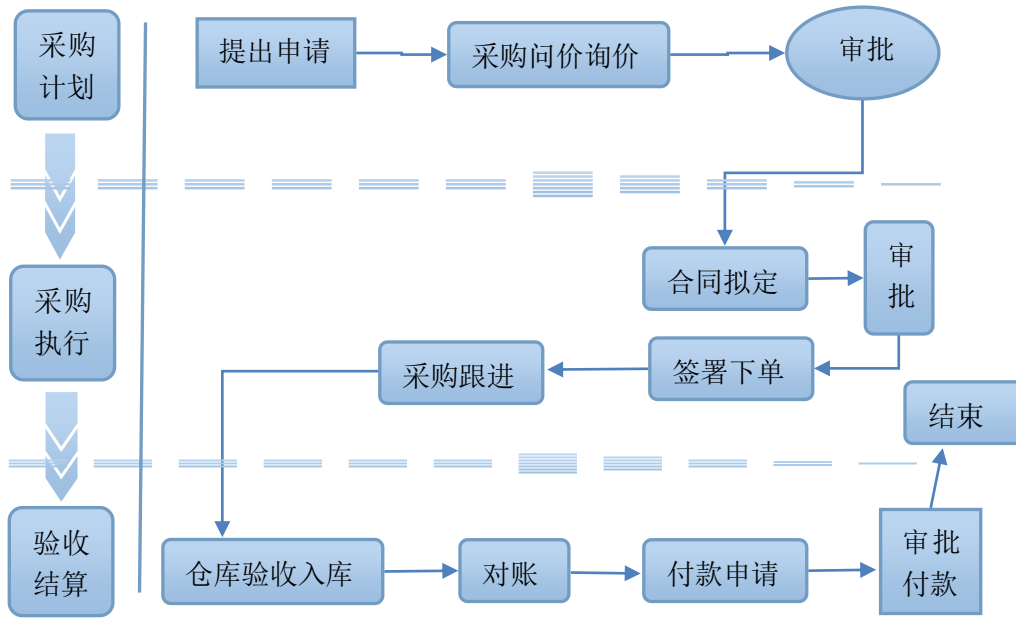 采购
计划
提出申请
采购问价询价
审批
采购
执行
合同拟定
审
批
签署下单
采购跟进
结束
验收
结算
仓库验收入库
对账
付款申请
审批
付款